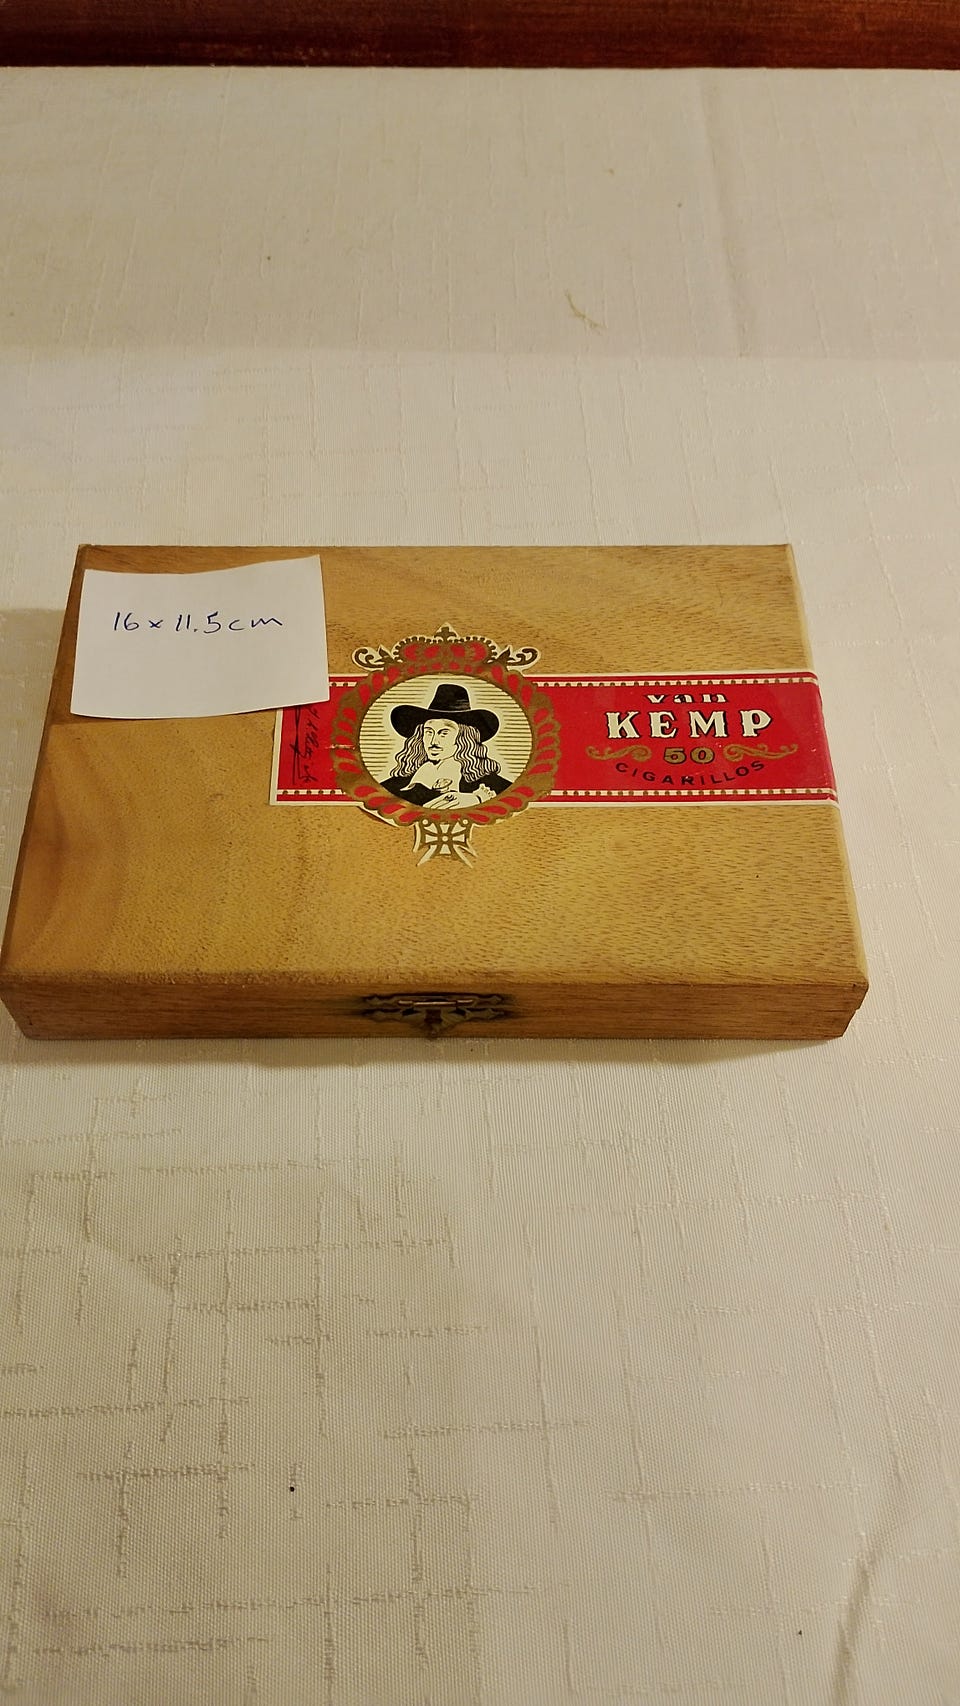 16 x 11.5 cm
van
KEMP
50
CIGARILLOS